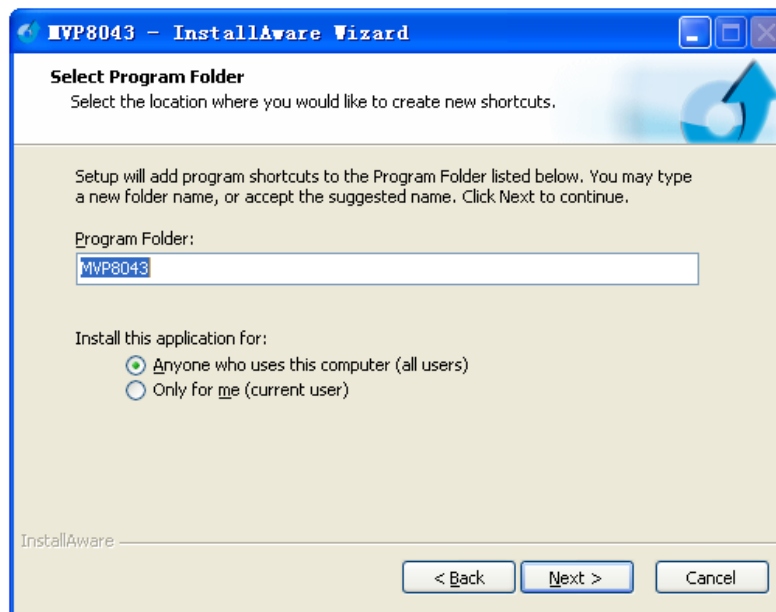 MVP8043 - InstallAware Wizard
Select Program Folder
Select the location where you would like to create new shortcuts.
Setup will add program shortcuts to the Program Folder listed below. You may type
a new folder name, or accept the suggested name. Click Next to continue.
Program Folder:
MVP8043
Install this application for:
Anyone who uses this computer (all users)
Only for me (current user)
InstallAware
< Back
Next >
Cancel